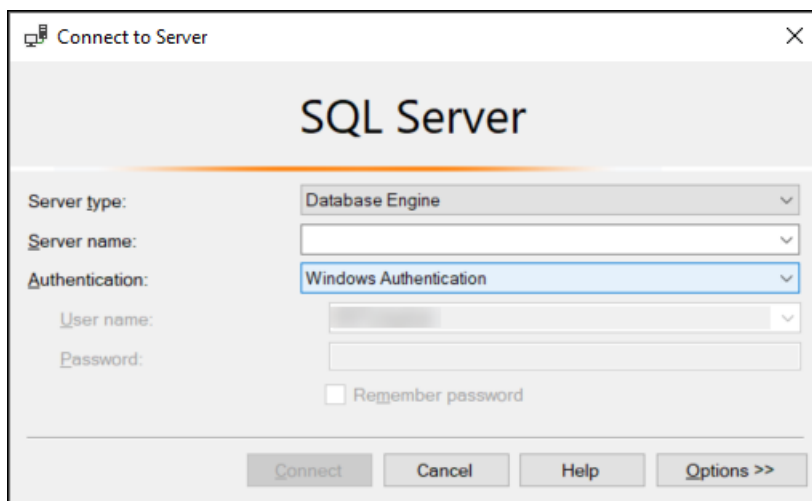 Connect to Server
SQL Server
Server type: Database Engine
Server name:
Authentication: Windows Authentication
User name:
Password:
Remember password
Connect Cancel Help Options >>